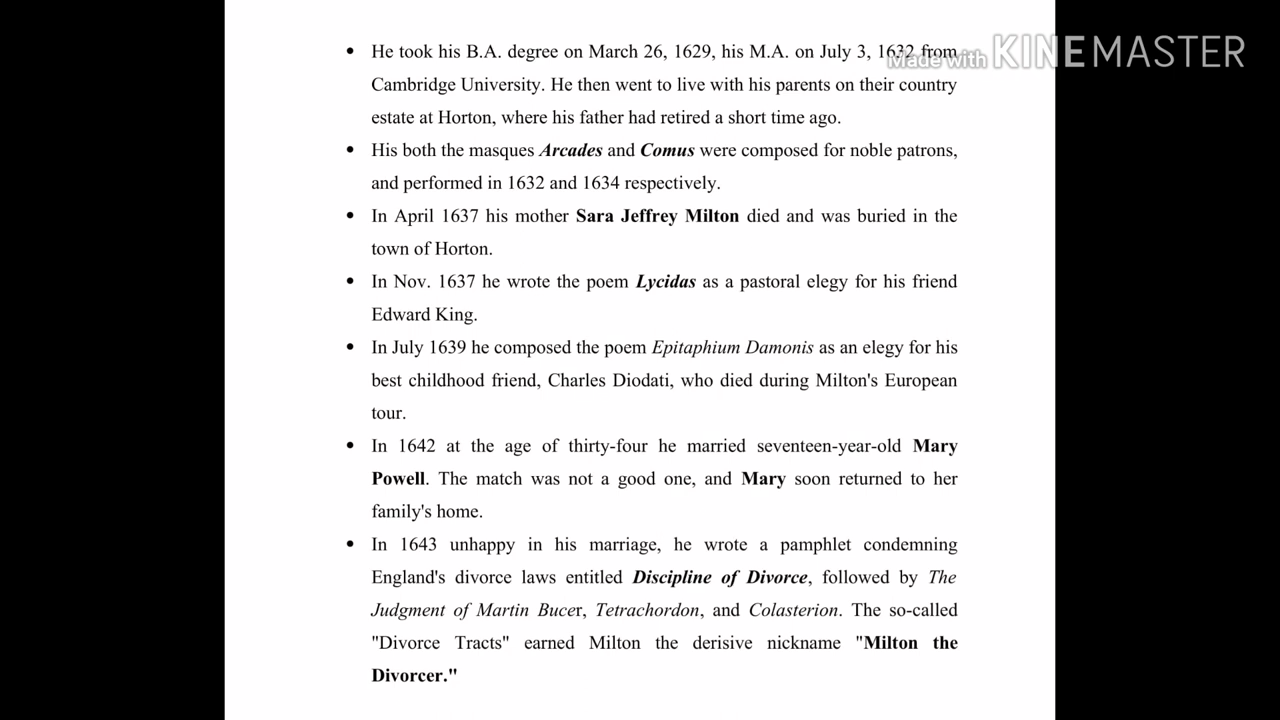 • He took his B.A. degree on March 26, 1629, his M.A. on July 3, 1632 from
Made with KINEMASTER
Cambridge University. He then went to live with his parents on their country
estate at Horton, where his father had retired a short time ago.
• His both the masques Arcades and Comus were composed for noble patrons,
and performed in 1632 and 1634 respectively.
• In April 1637 his mother Sara Jeffrey Milton died and was buried in the
town of Horton.
• In Nov. 1637 he wrote the poem Lycidas as a pastoral elegy for his friend
Edward King.
• In July 1639 he composed the poem Epitaphium Damonis as an elegy for his
best childhood friend, Charles Diodati, who died during Milton's European
tour.
• In 1642 at the age of thirty-four he married seventeen-year-old Mary
Powell. The match was not a good one, and Mary soon returned to her
family's home.
• In 1643 unhappy in his marriage, he wrote a pamphlet condemning
England's divorce laws entitled Discipline of Divorce, followed by The
Judgment of Martin Bucer, Tetrachordon, and Colasterion. The so-called
"Divorce Tracts" earned Milton the derisive nickname "Milton the
Divorcer."